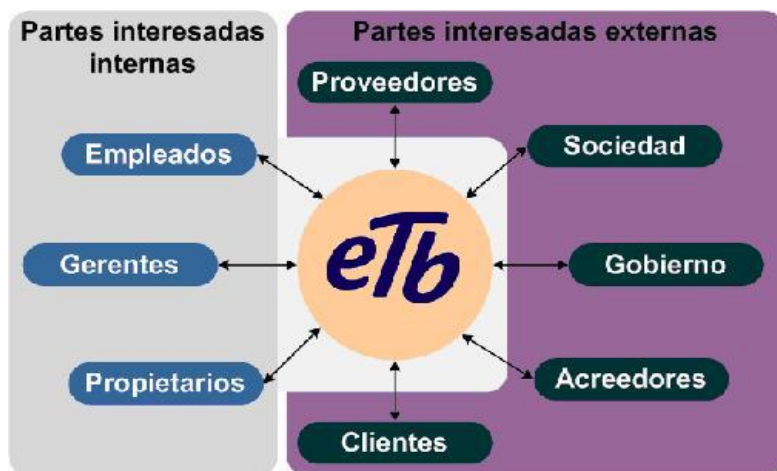 Partes interesadas
internas
Partes interesadas externas
Proveedores
Empleados
Sociedad
Gerentes
eTb
Gobierno
Propietarios
Acreedores
Clientes